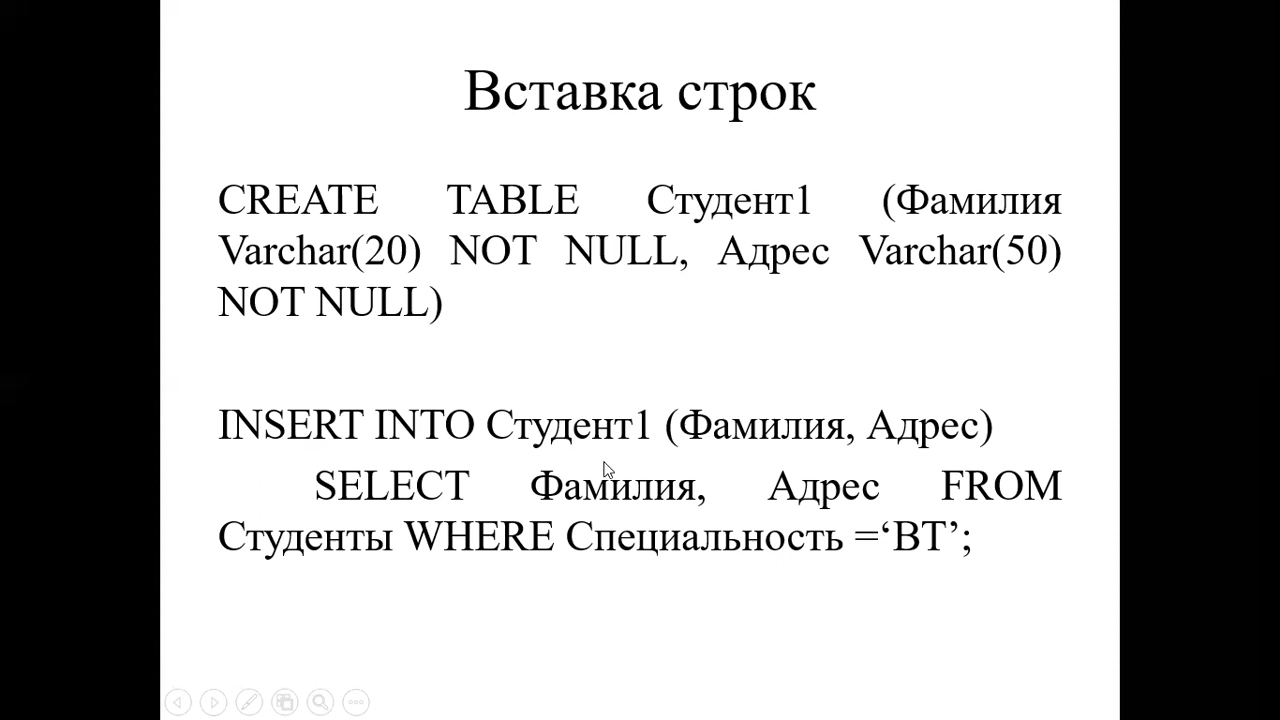 Вставка строк
CREATE TABLE Студент1 (Фамилия
Varchar(20) NOT NULL, Адрес Varchar(50)
NOT NULL)
INSERT INTO Студент1 (Фамилия, Адрес)
SELECT Фамилия, Адрес FROM
Студенты WHERE Специальность =‘ВТ’;